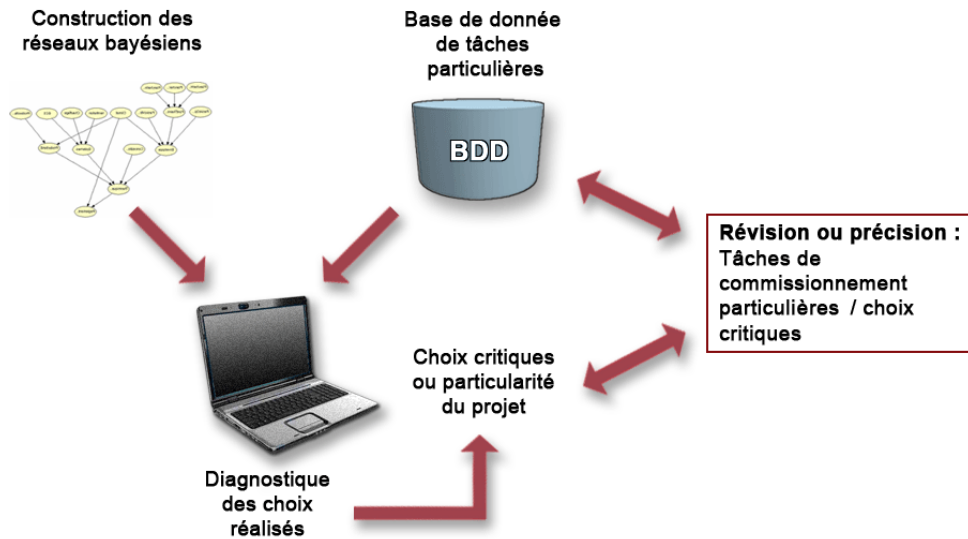 Construction des
réseaux bayésiens
Base de donnée
de tâches
particulières
BDD
Révision ou précision :
Tâches de
commissionnement
particulières / choix
critiques
Choix critiques
ou particularité
du projet
Diagnostique
des choix
réalisés